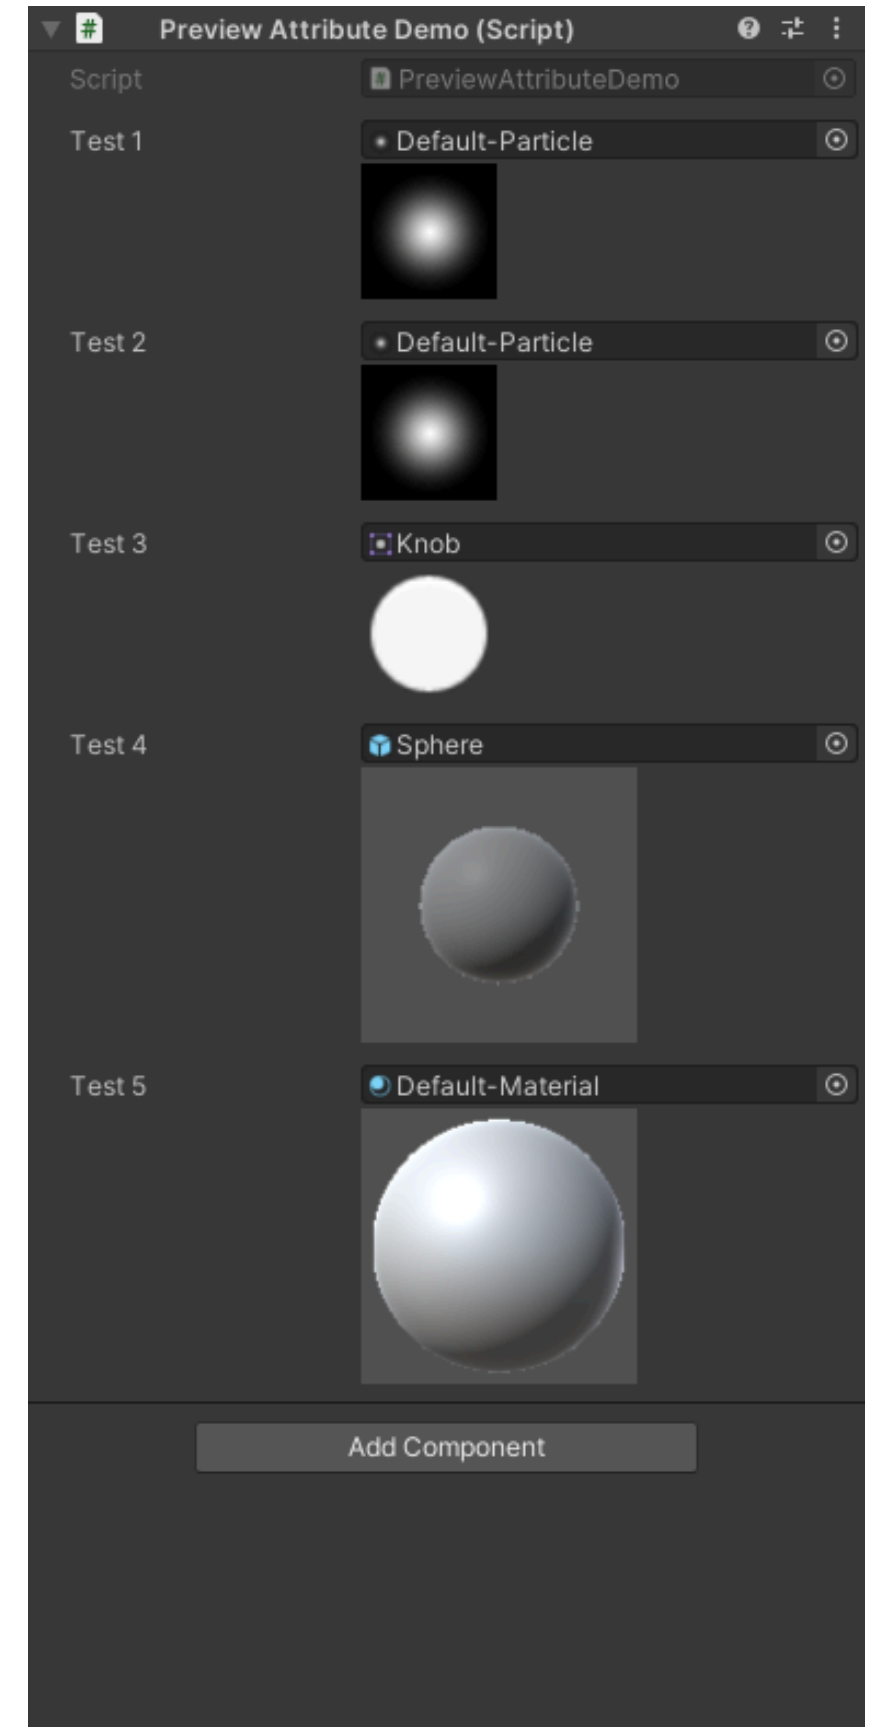 Preview Attribute Demo (Script)
Script PreviewAttributeDemo
Test 1 Default-Particle
Test 2 Default-Particle
Test 3 Knob
Test 4 Sphere
Test 5 Default-Material
Add Component